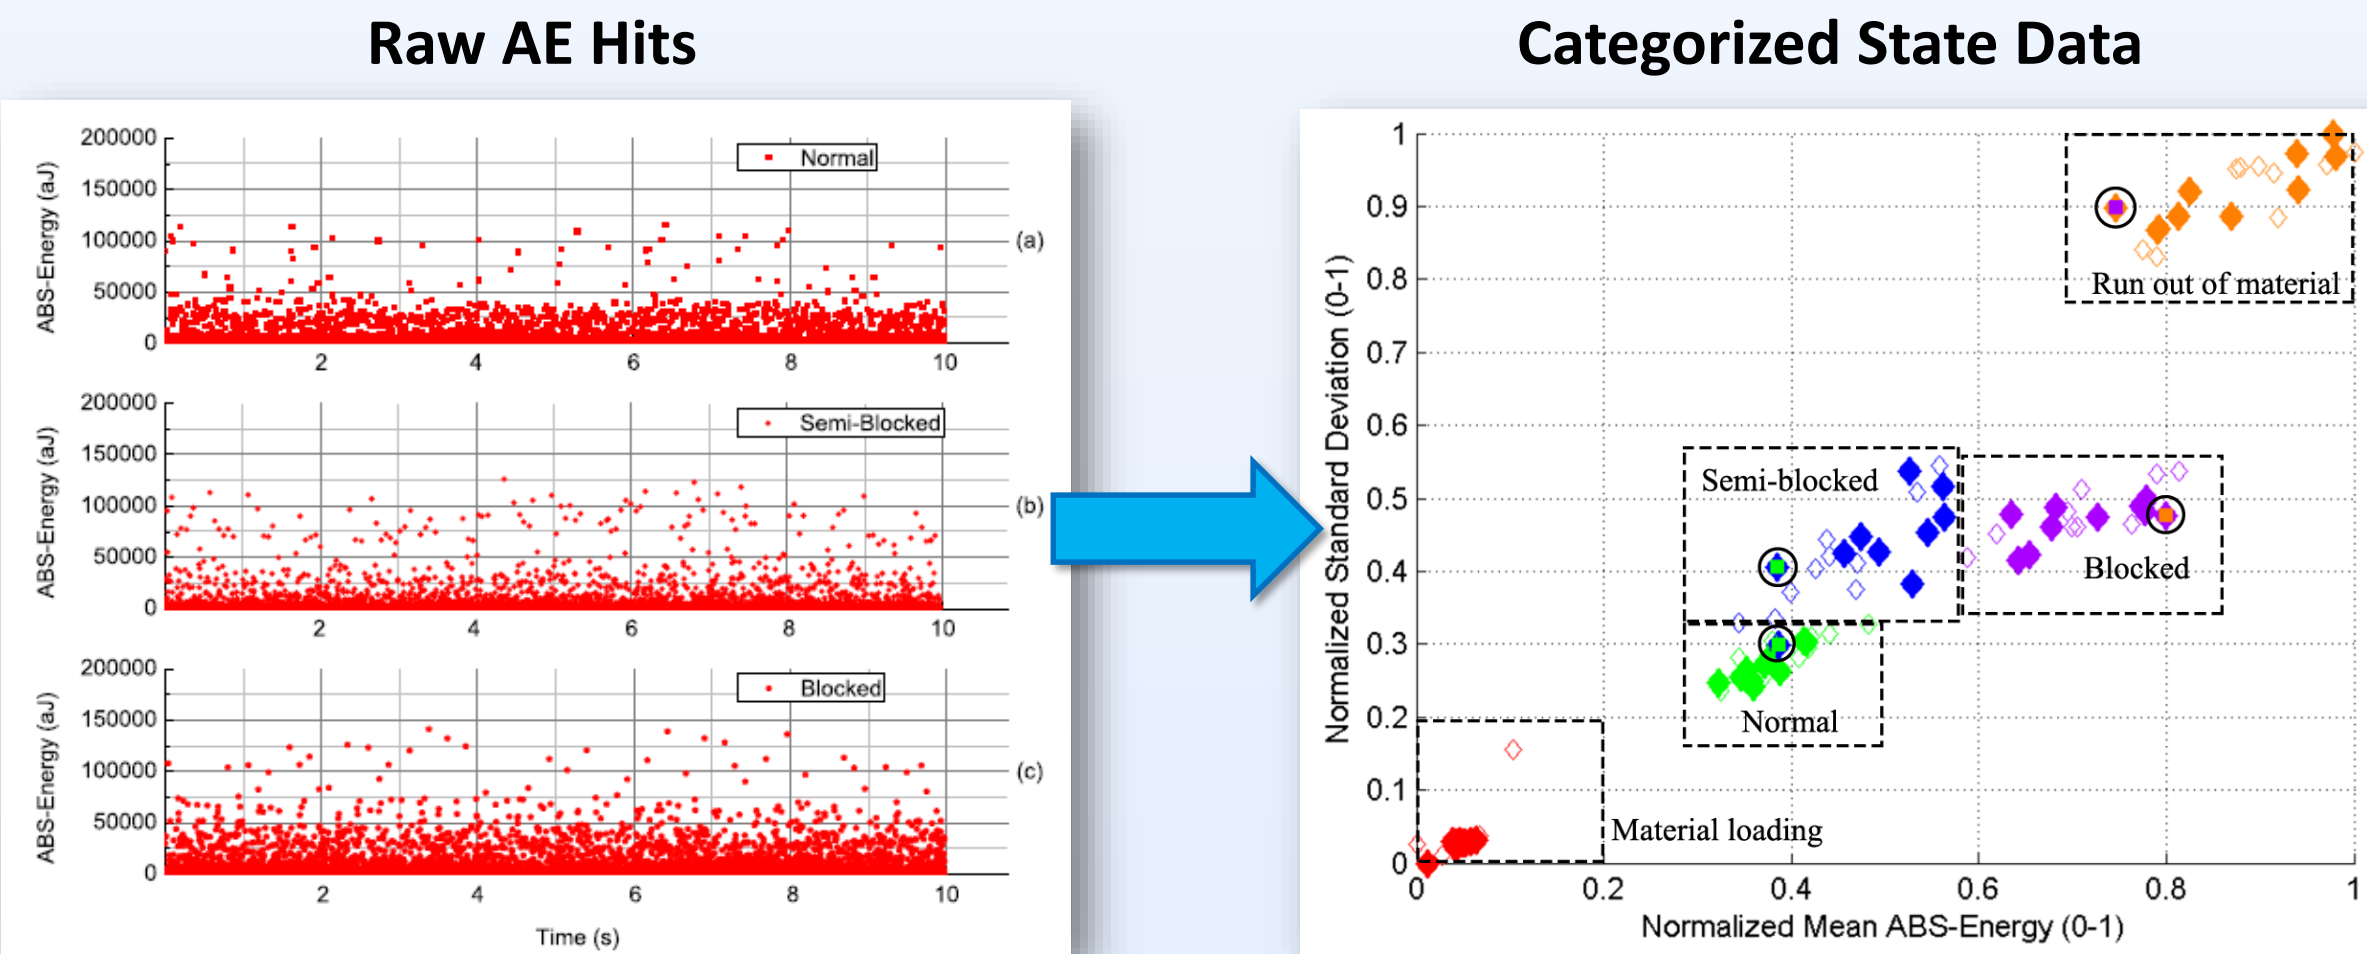 Raw AE Hits
Categorized State Data
ABS-Energy (aJ)
200000
150000
100000
50000
0
Normal
(a)
2 4 6 8 10
ABS-Energy (aJ)
200000
150000
100000
50000
0
Semi-Blocked
(b)
2 4 6 8 10
ABS-Energy (aJ)
200000
150000
100000
50000
0
Blocked
(c)
2 4 6 8 10
Time (s)
Normalized Standard Deviation (0-1)
1
0.9
0.8
0.7
0.6
0.5
0.4
0.3
0.2
0.1
0
Run out of material
Semi-blocked
Blocked
Normal
Material loading
0 0.2 0.4 0.6 0.8 1
Normalized Mean ABS-Energy (0-1)